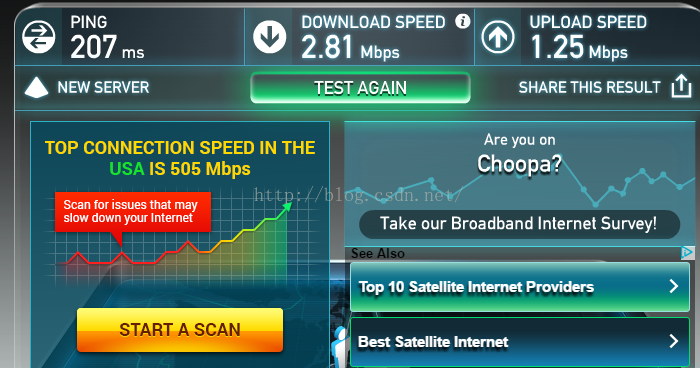 PING
207 ms
DOWNLOAD SPEED
2.81 Mbps
UPLOAD SPEED
1.25 Mbps
NEW SERVER
TEST AGAIN
SHARE THIS RESULT
TOP CONNECTION SPEED IN THE
USA IS 505 Mbps
Scan for issues that may
slow down your Internet
START A SCAN
Are you on
Choopa?
http://blog.csdn.net/
Take our Broadband Internet Survey!
See Also
Top 10 Satellite Internet Providers
Best Satellite Internet